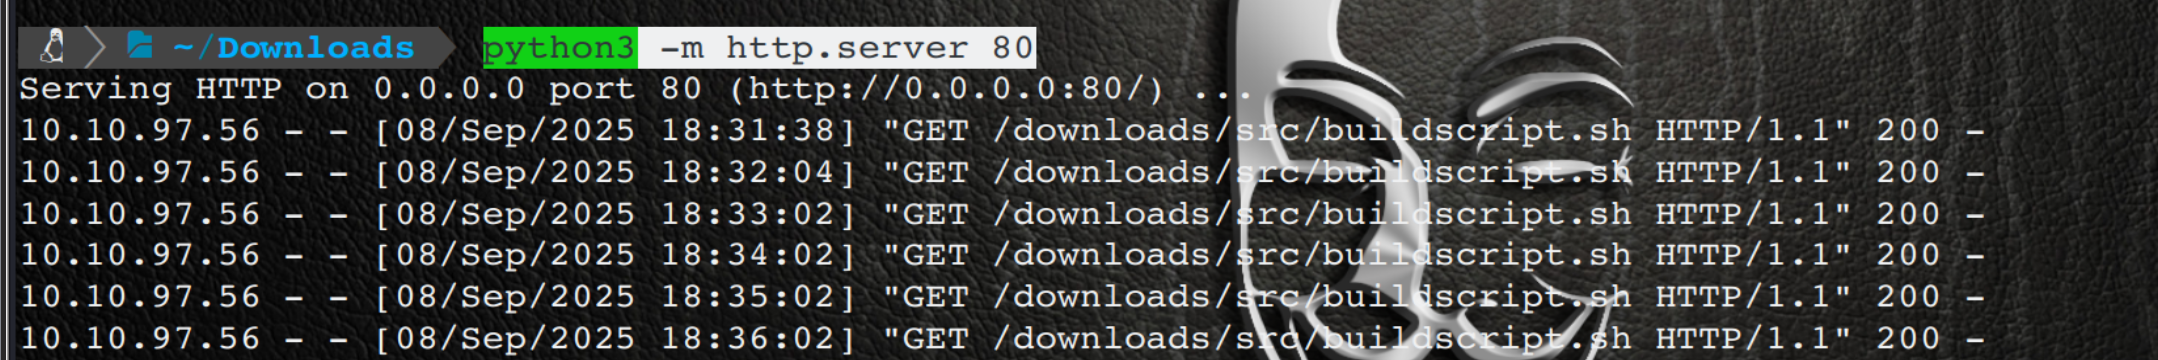 ~/Downloads python3 -m http.server 80
Serving HTTP on 0.0.0.0 port 80 (http://0.0.0.0:80/) ...
10.10.97.56 - - [08/Sep/2025 18:31:38] "GET /downloads/src/buildscript.sh HTTP/1.1" 200 -
10.10.97.56 - - [08/Sep/2025 18:32:04] "GET /downloads/src/buildscript.sh HTTP/1.1" 200 -
10.10.97.56 - - [08/Sep/2025 18:33:02] "GET /downloads/src/buildscript.sh HTTP/1.1" 200 -
10.10.97.56 - - [08/Sep/2025 18:34:02] "GET /downloads/src/buildscript.sh HTTP/1.1" 200 -
10.10.97.56 - - [08/Sep/2025 18:35:02] "GET /downloads/src/buildscript.sh HTTP/1.1" 200 -
10.10.97.56 - - [08/Sep/2025 18:36:02] "GET /downloads/src/buildscript.sh HTTP/1.1" 200 -